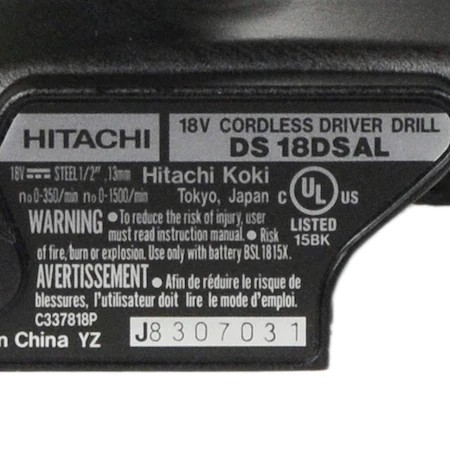 HITACHI
18V CORDLESS DRIVER DRILL
DS 18DSAL
18V ⎓ STEEL 1/2", 13mm Hitachi Koki
n₀ 0-350/min n₀ 0-1500/min Tokyo, Japan
C UL US
LISTED
15BK
WARNING ● To reduce the risk of injury, user
must read instruction manual. ● Risk
of fire, burn or explosion. Use only with battery BSL 1815X.
AVERTISSEMENT ● Afin de réduire le risque de
blessures, l'utilisateur doit lire le mode d'emploi.
C337818P
n China YZ
J8307031